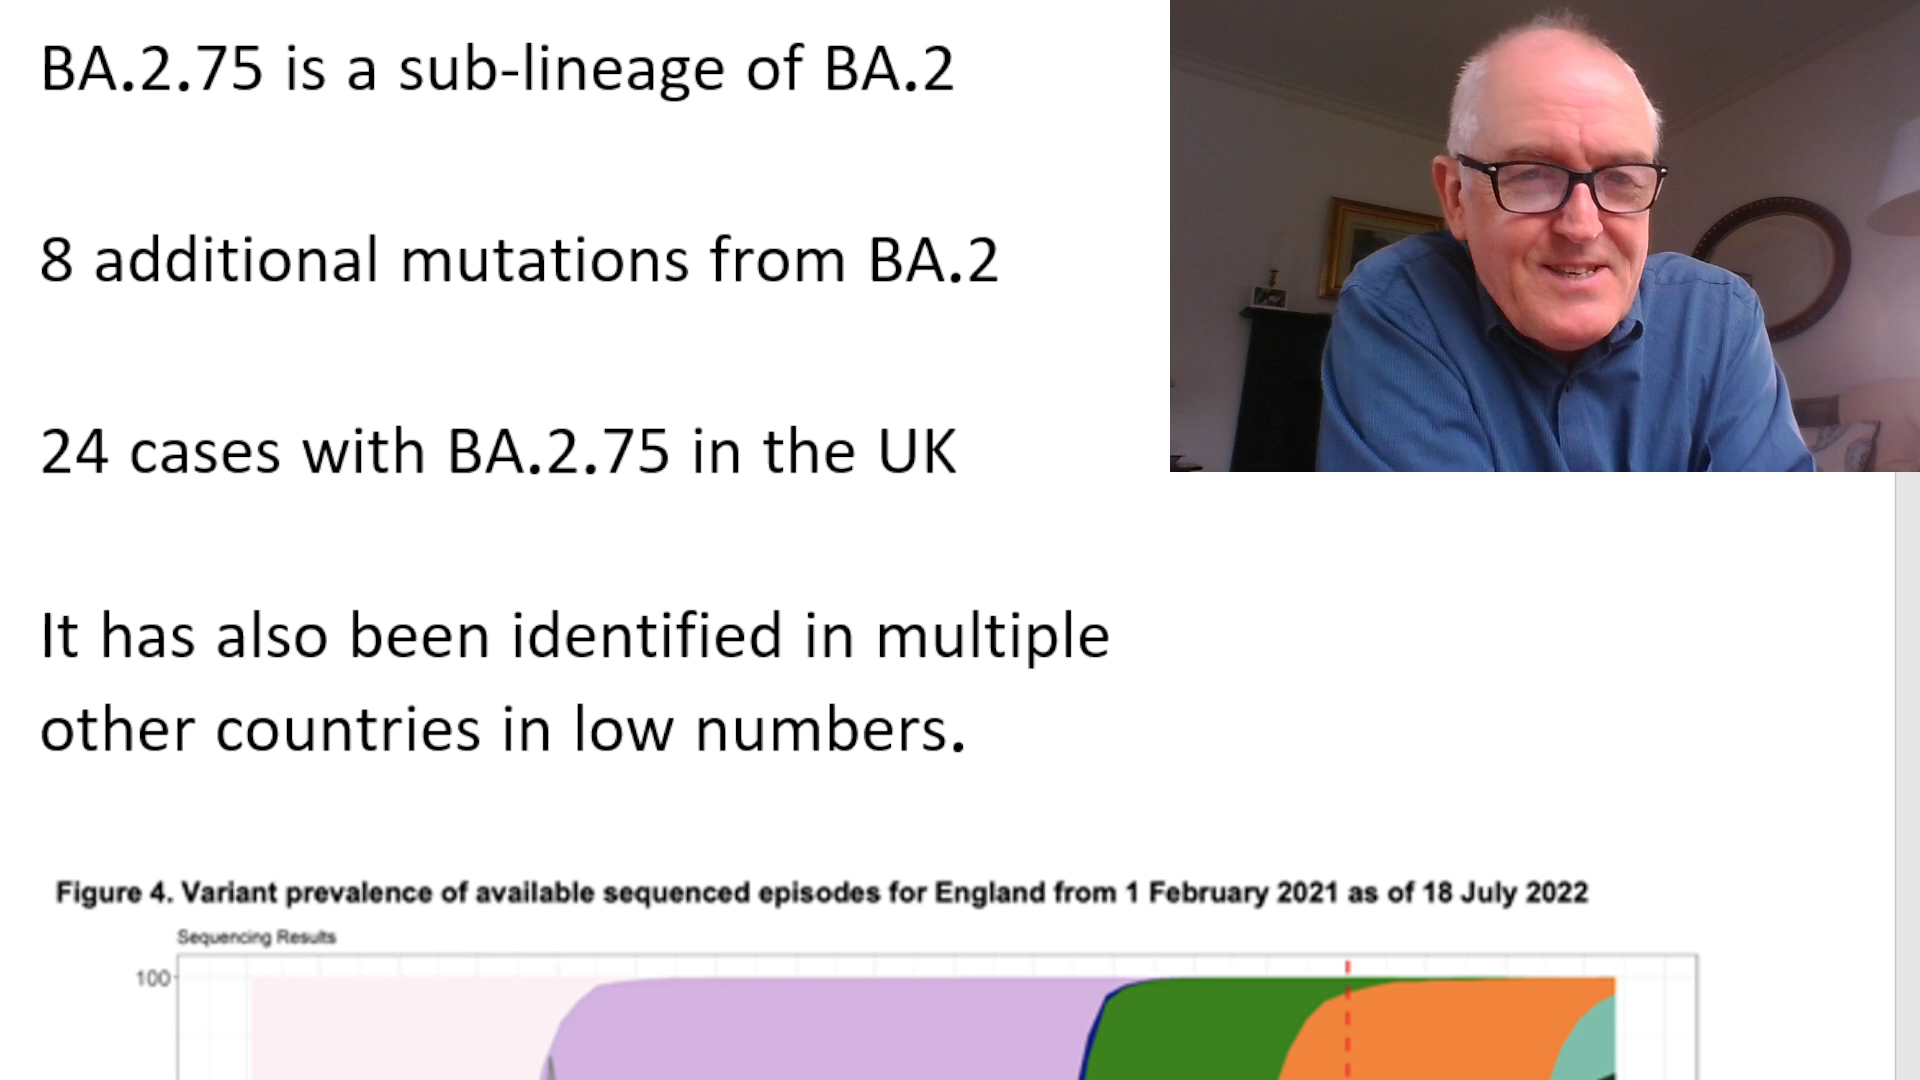 BA.2.75 is a sub-lineage of BA.2
8 additional mutations from BA.2
24 cases with BA.2.75 in the UK
It has also been identified in multiple
other countries in low numbers.
Figure 4. Variant prevalence of available sequenced episodes for England from 1 February 2021 as of 18 July 2022
Sequencing Results
100